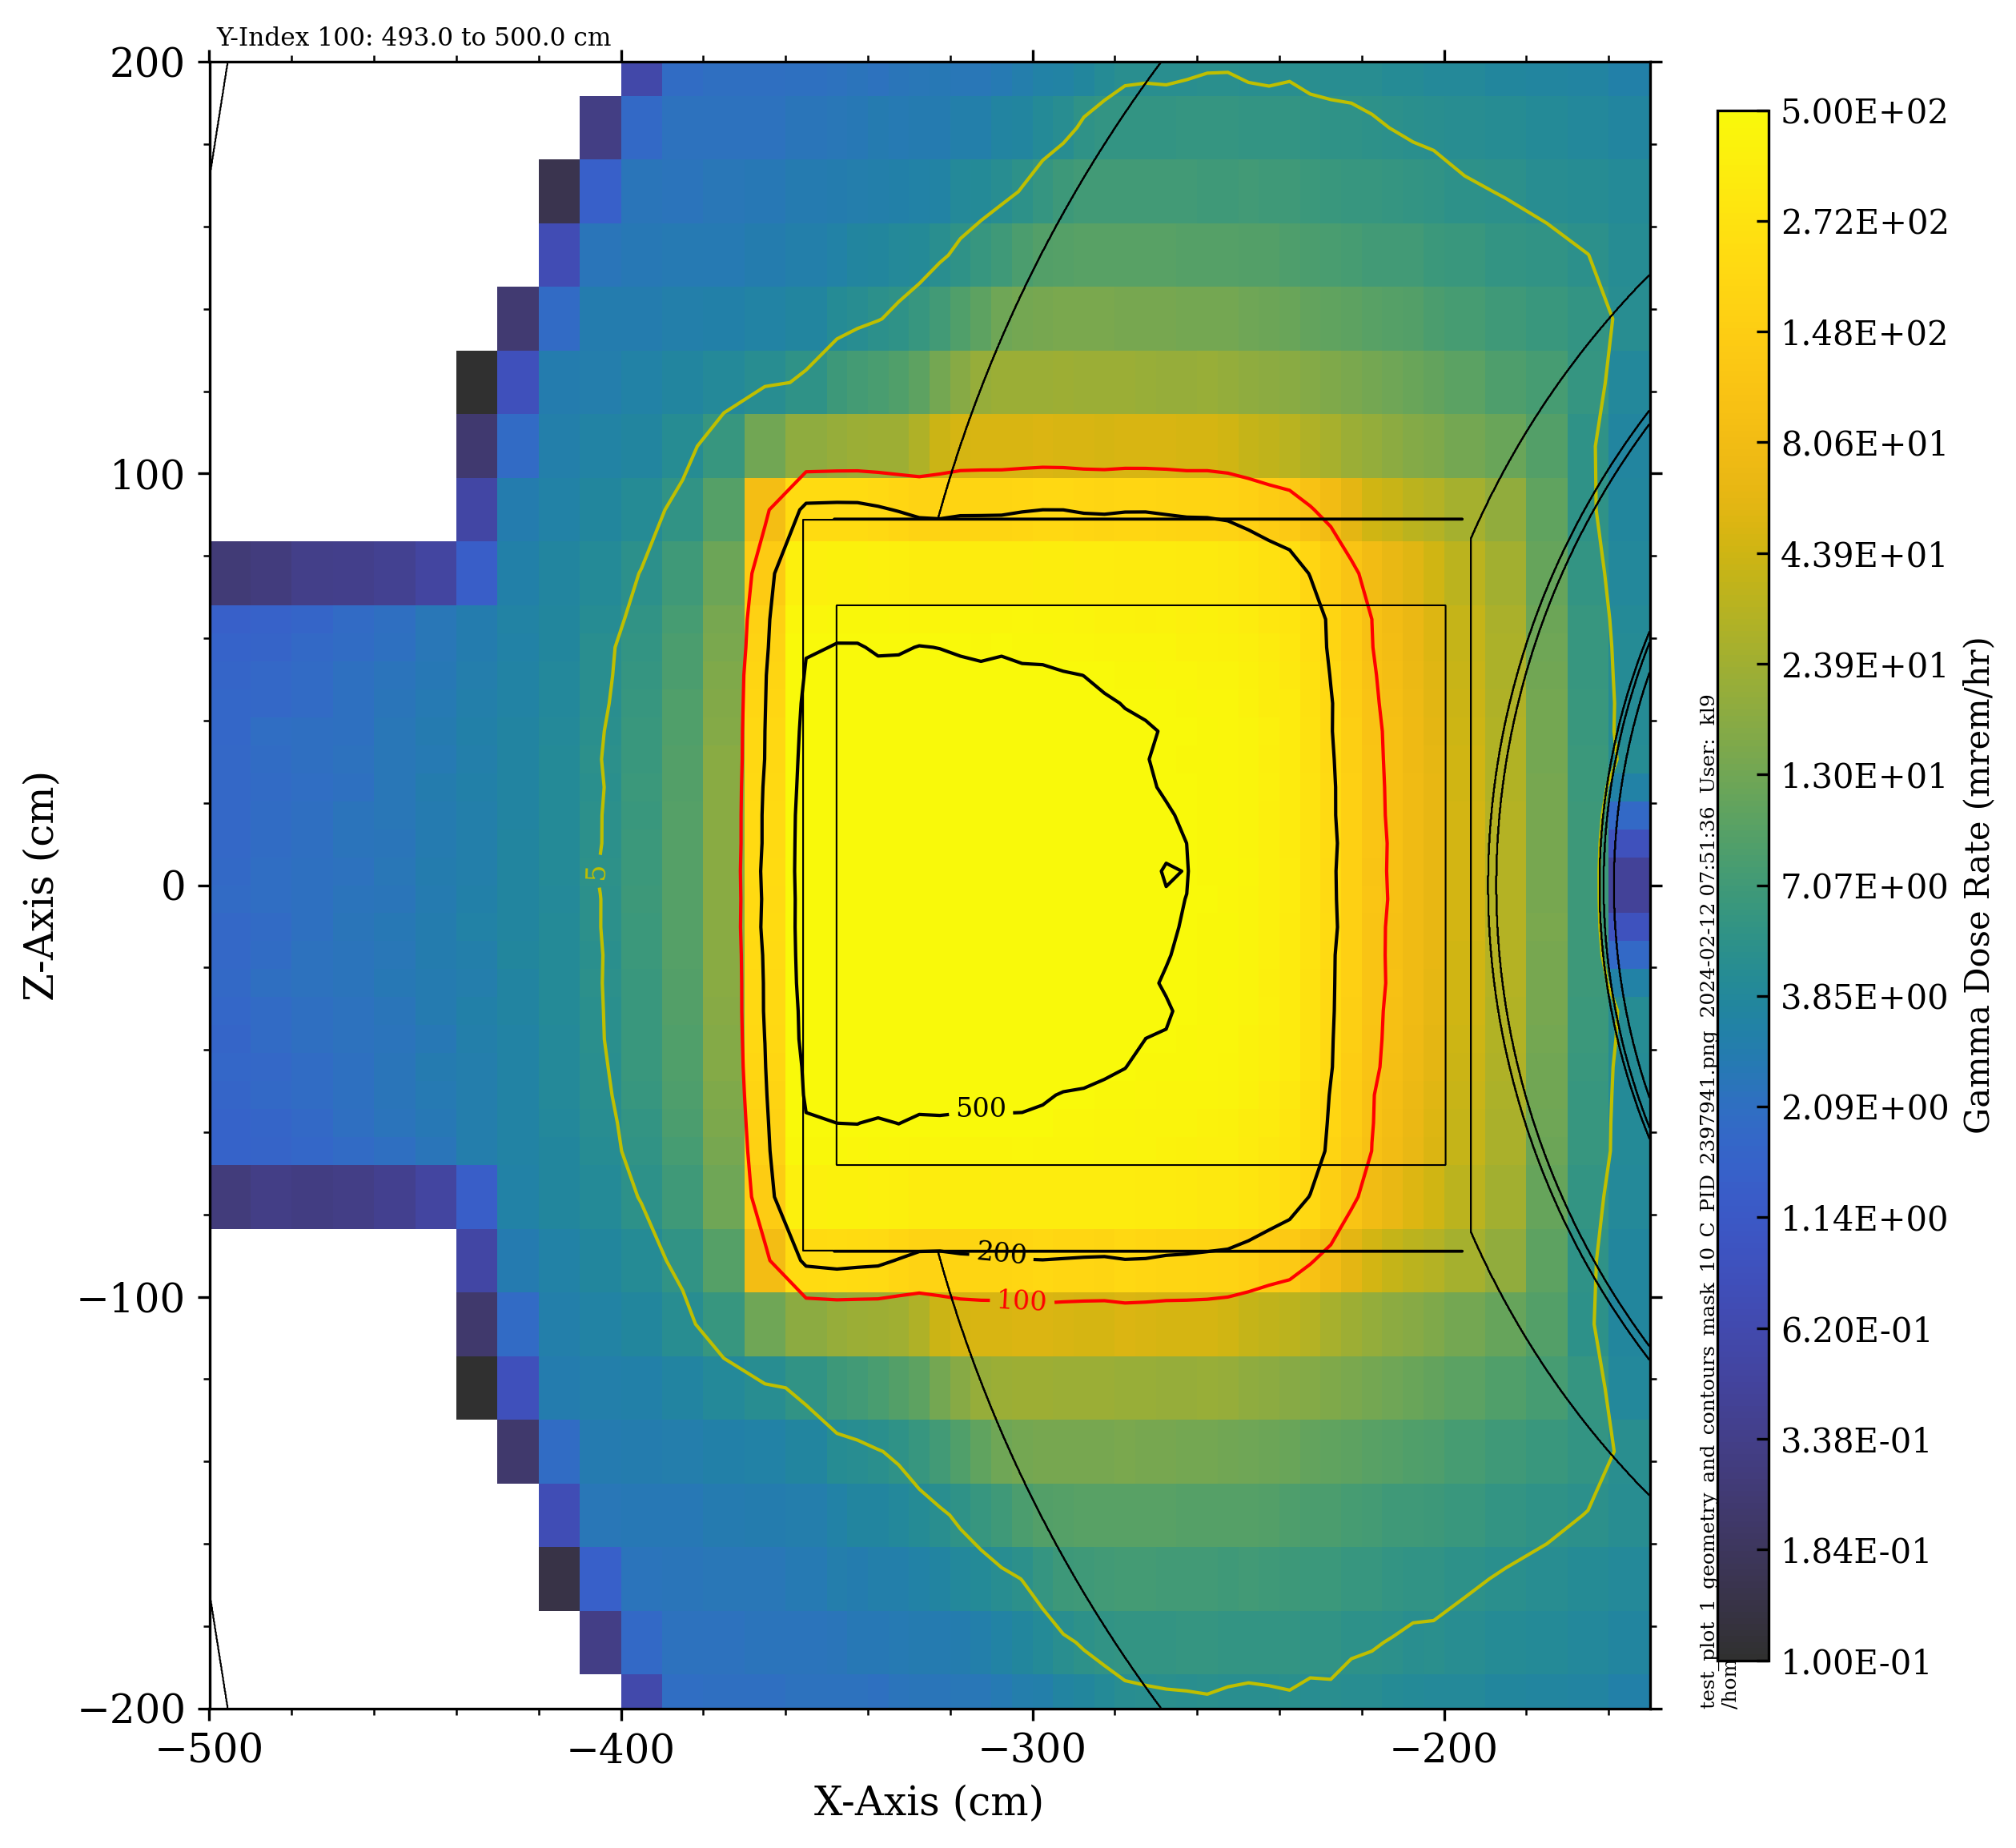 Y-Index 100: 493.0 to 500.0 cm
200
100
0
−100
−200
Z-Axis (cm)
−500
−400
−300
−200
X-Axis (cm)
5
500
200
100
test_plot_1_geometry_and_contours_mask_10_C_PID_2397941.png 2024-02-12 07:51:36 User: kl9
/hom
5.00E+02
2.72E+02
1.48E+02
8.06E+01
4.39E+01
2.39E+01
1.30E+01
7.07E+00
3.85E+00
2.09E+00
1.14E+00
6.20E-01
3.38E-01
1.84E-01
1.00E-01
Gamma Dose Rate (mrem/hr)